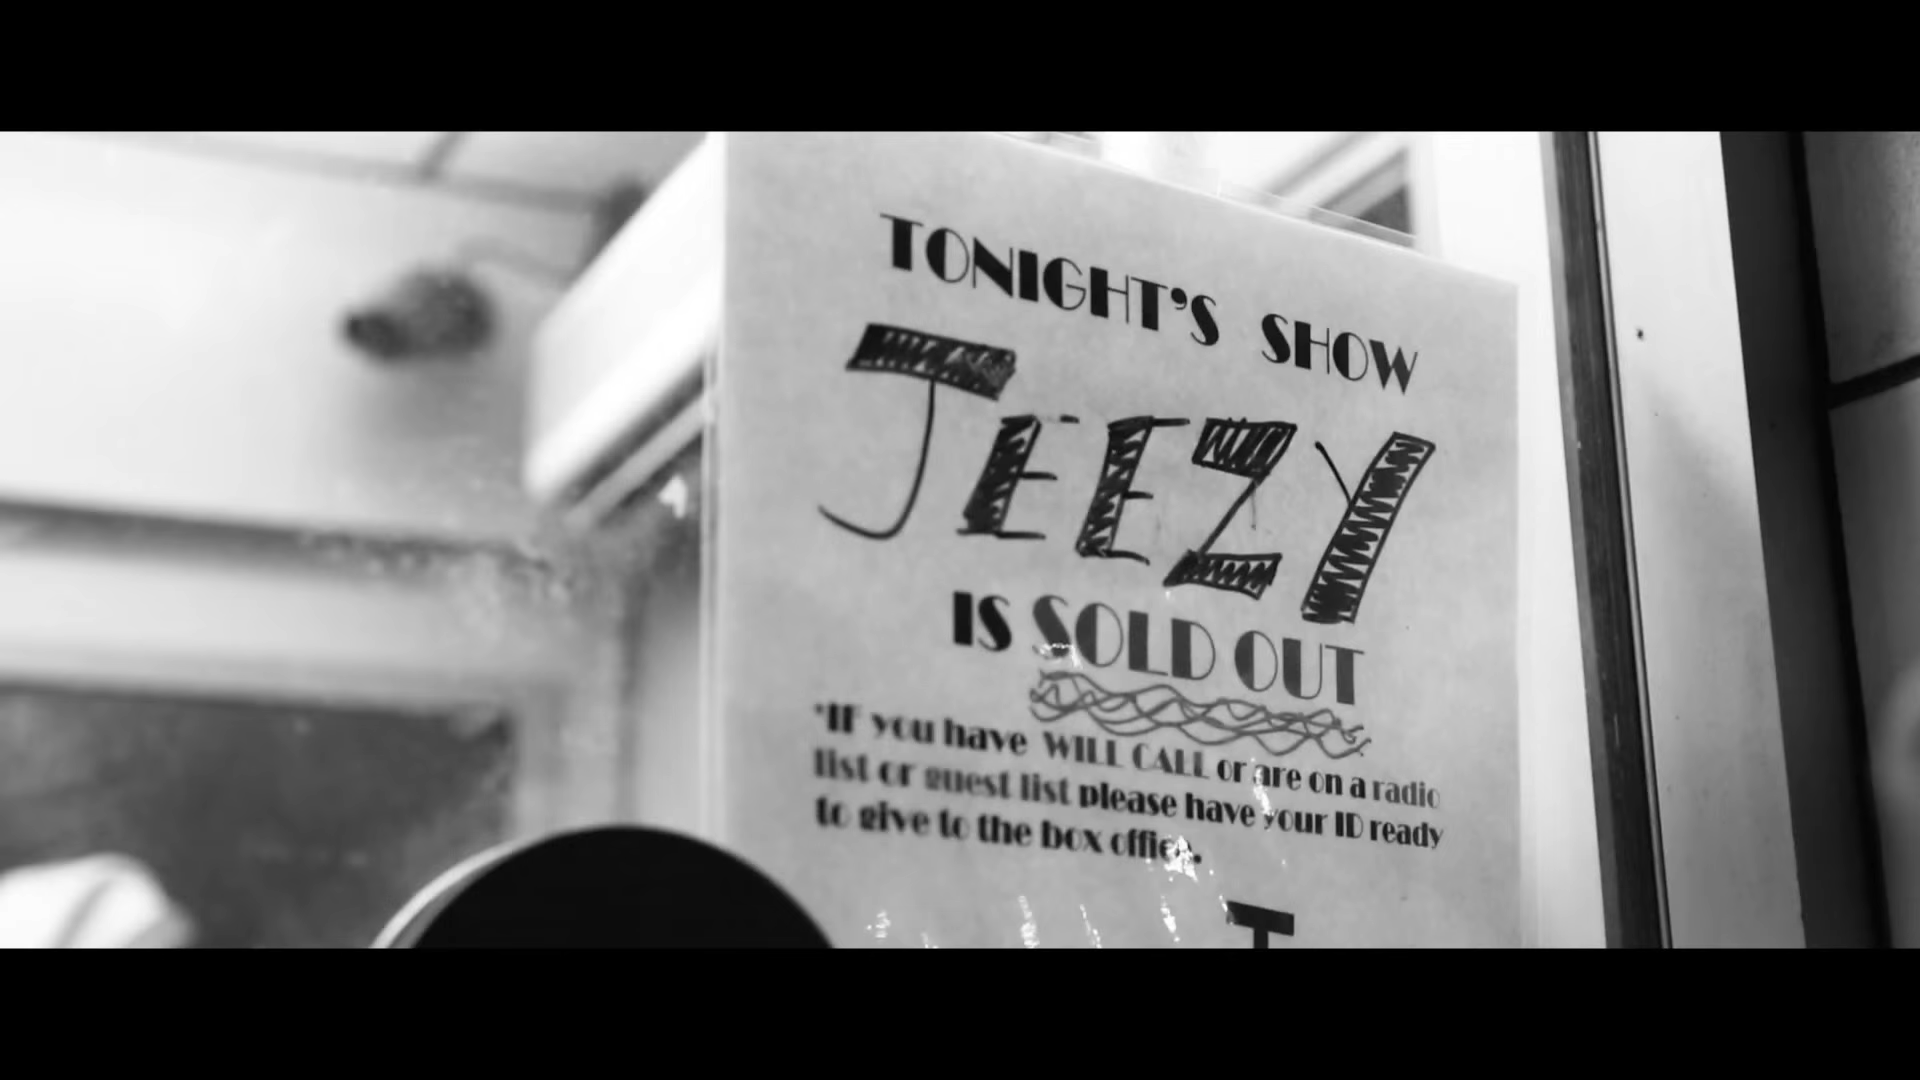 TONIGHT'S SHOW
JEEZY
IS SOLD OUT
*IF you have WILL CALL or are on a radio
list or guest list please have your ID ready
to give to the box office.